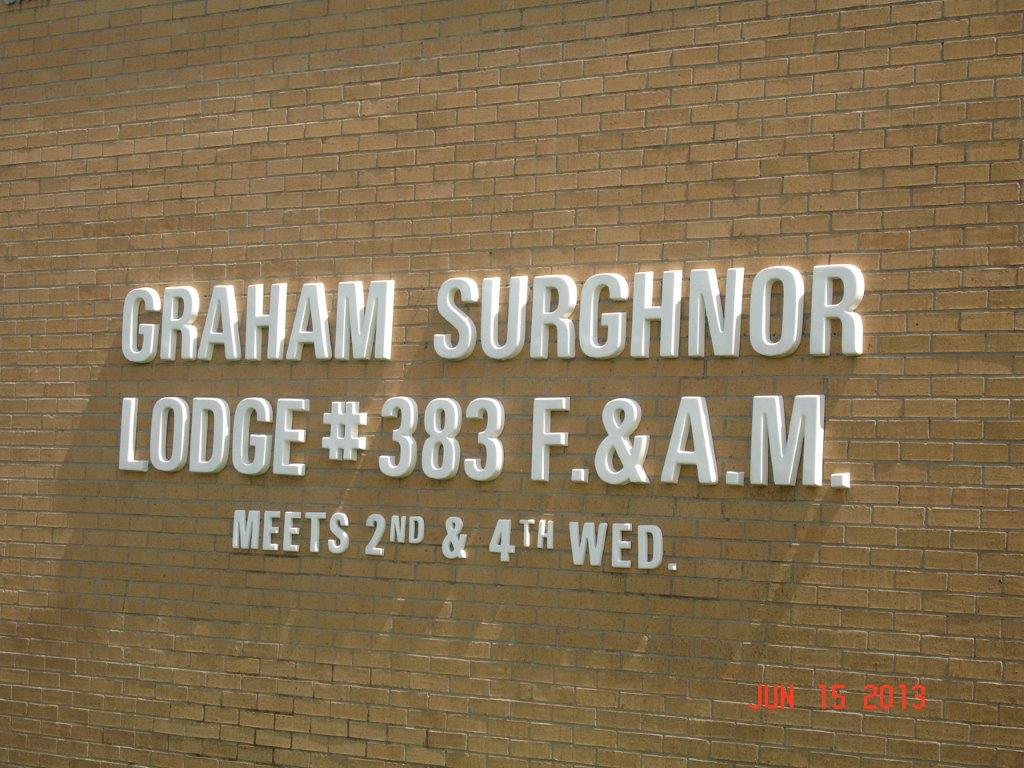 GRAHAM SURGHNOR
LODGE # 383 F.&A.M.
MEETS 2ND & 4TH WED.
JUN 15 2013